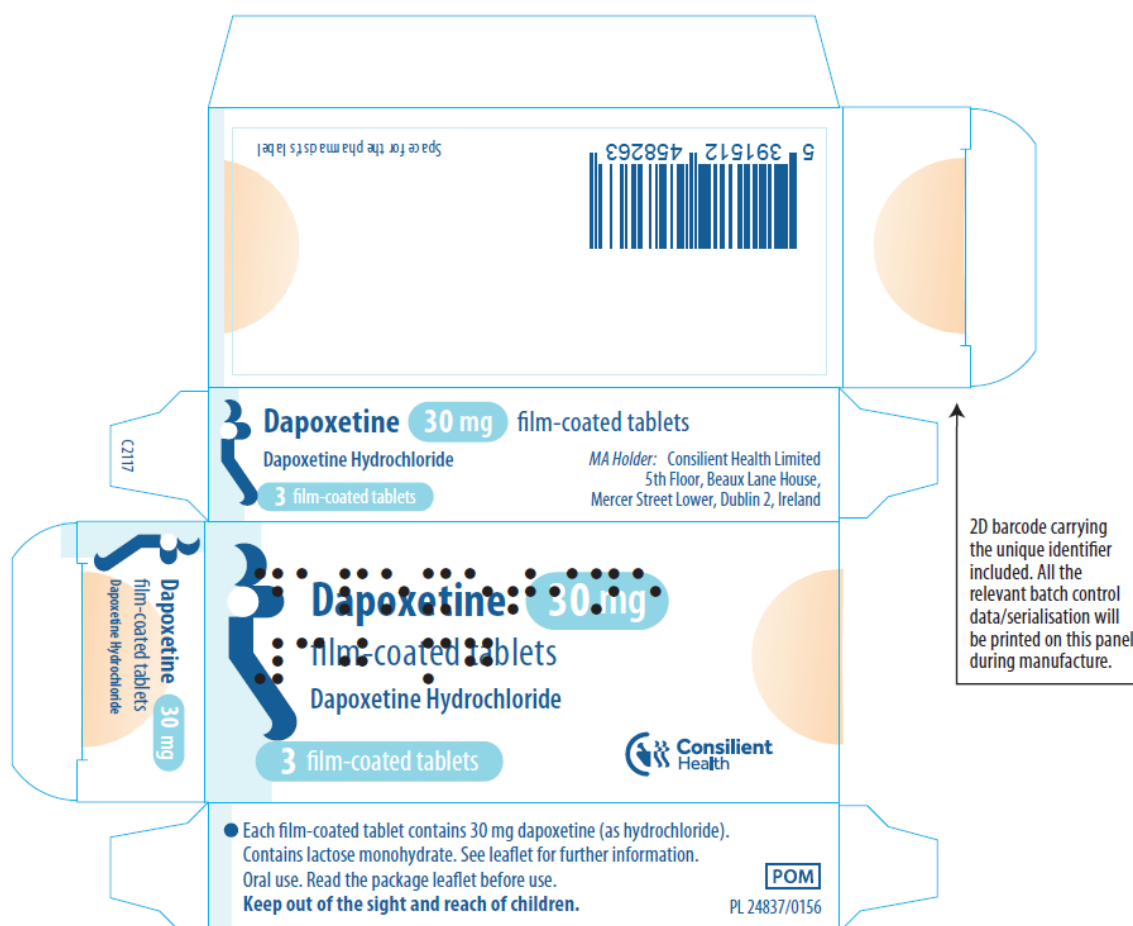 Space for the pharmacist's label
5 391512 458263
C2117
Dapoxetine 30 mg film-coated tablets
Dapoxetine Hydrochloride
3 film-coated tablets
MA Holder: Consilient Health Limited
5th Floor, Beaux Lane House,
Mercer Street Lower, Dublin 2, Ireland
2D barcode carrying
the unique identifier
included. All the
relevant batch control
data/serialisation will
be printed on this panel
during manufacture.
Dapoxetine 30 mg
film-coated tablets
Dapoxetine Hydrochloride
Dapoxetine 30 mg
film-coated tablets
Dapoxetine Hydrochloride
3 film-coated tablets
Consilient
Health
● Each film-coated tablet contains 30 mg dapoxetine (as hydrochloride).
Contains lactose monohydrate. See leaflet for further information.
Oral use. Read the package leaflet before use.
Keep out of the sight and reach of children.
POM
PL 24837/0156